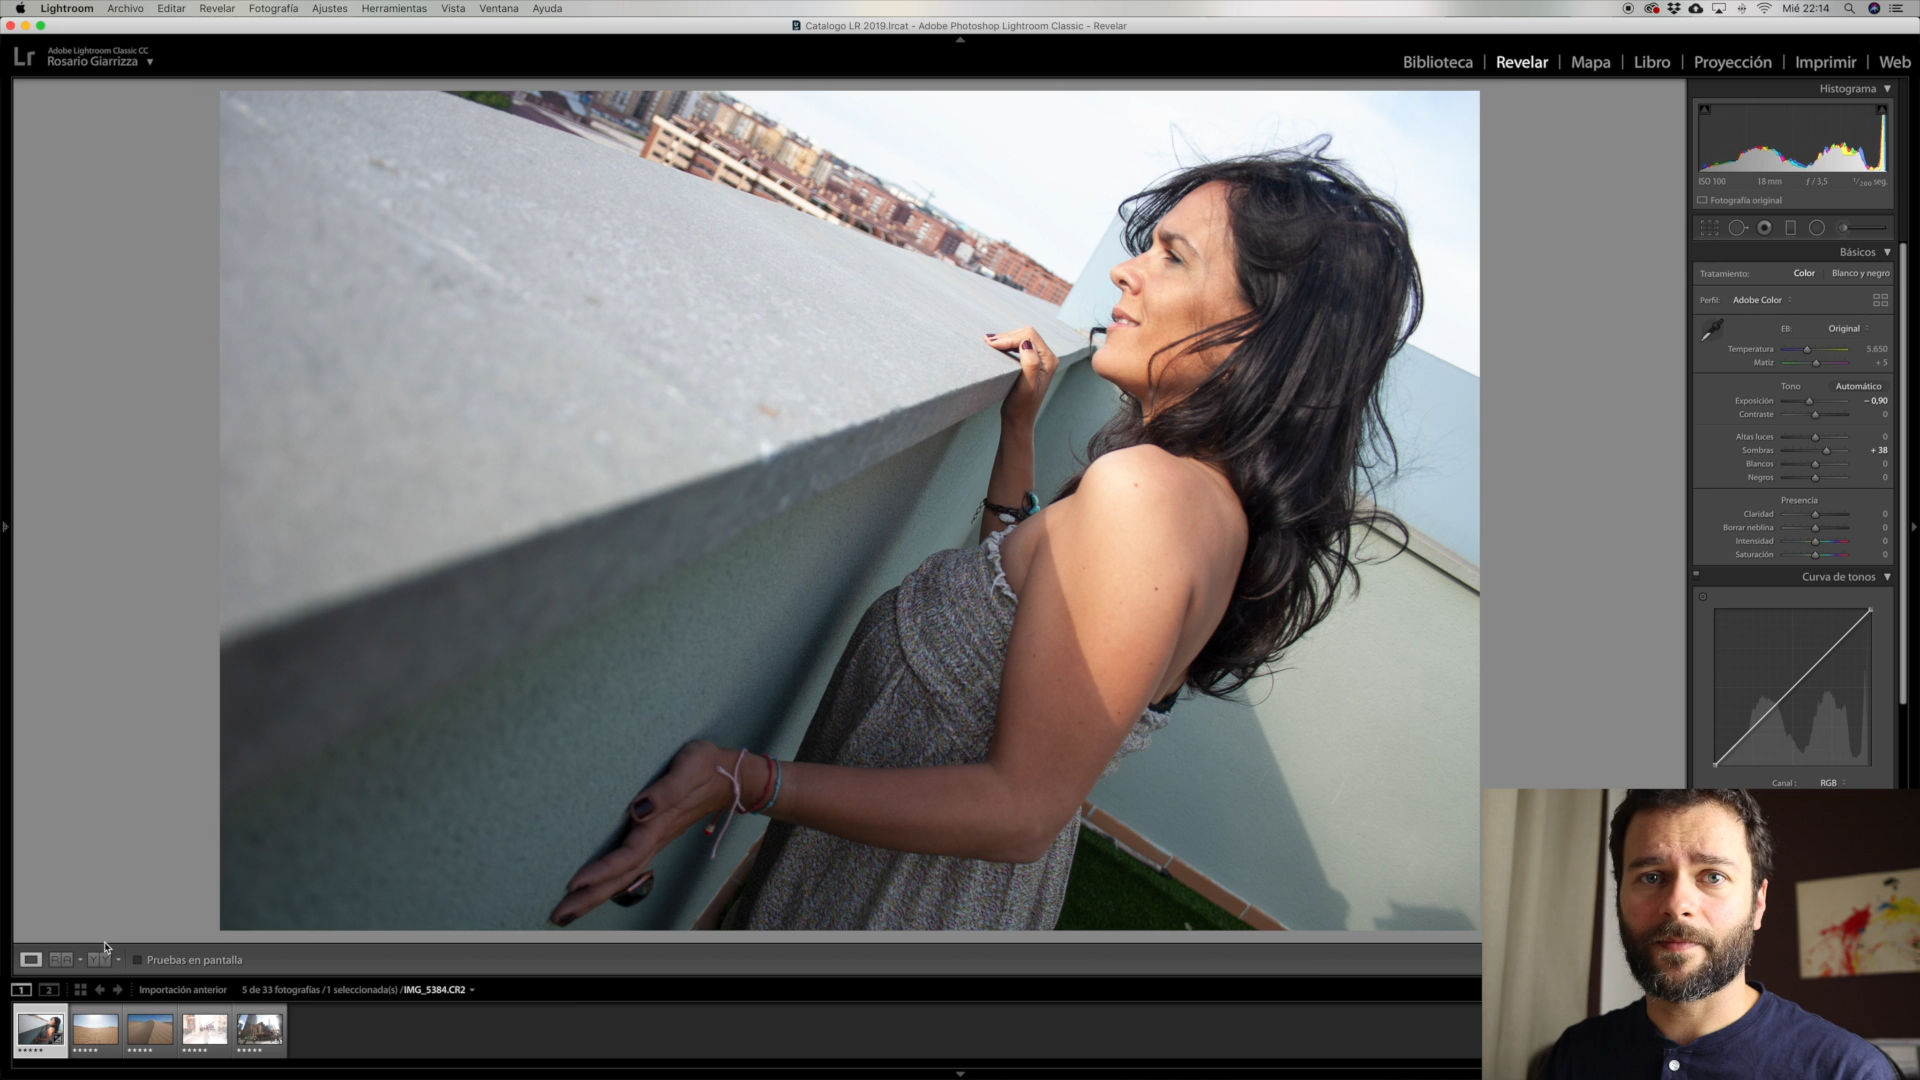 Lightroom Archivo Editar Revelar Fotografía Ajustes Herramientas Vista Ventana Ayuda Mié 22:14
Catalogo LR 2019.lrcat - Adobe Photoshop Lightroom Classic - Revelar
Lr Adobe Lightroom Classic CC
Rosario Giarrizza
Biblioteca | Revelar | Mapa | Libro | Proyección | Imprimir | Web
Histograma
ISO 100 18 mm ƒ / 3,5 1/200 seg.
Fotografía original
Básicos
Tratamiento: Color Blanco y negro
Perfil: Adobe Color
EB: Original
Temperatura 5.650
Matiz + 5
Tono Automático
Exposición − 0,90
Contraste 0
Altas luces 0
Sombras + 38
Blancos 0
Negros 0
Presencia
Claridad 0
Borrar neblina 0
Intensidad 0
Saturación 0
Curva de tonos
Canal : RGB
R A Y Y Pruebas en pantalla
1 2 Importación anterior 5 de 33 fotografías /1 seleccionada(s) /IMG_5384.CR2